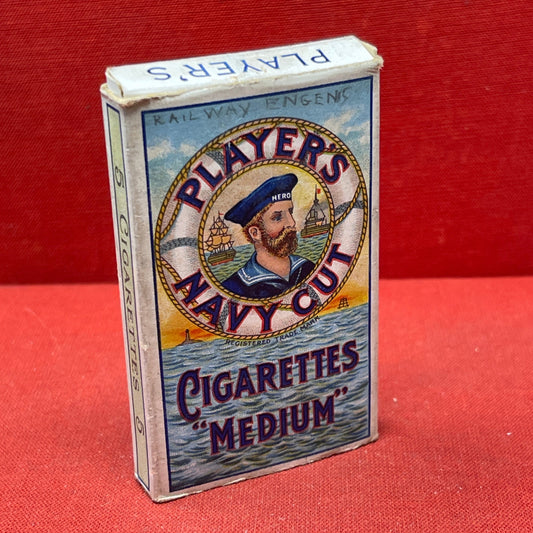 PLAYER'S
RAILWAY ENGENS
PLAYER'S
HERO
NAVY CUT
REGISTERED TRADE MARK
CIGARETTES
"MEDIUM"
5 CIGARETTES 5